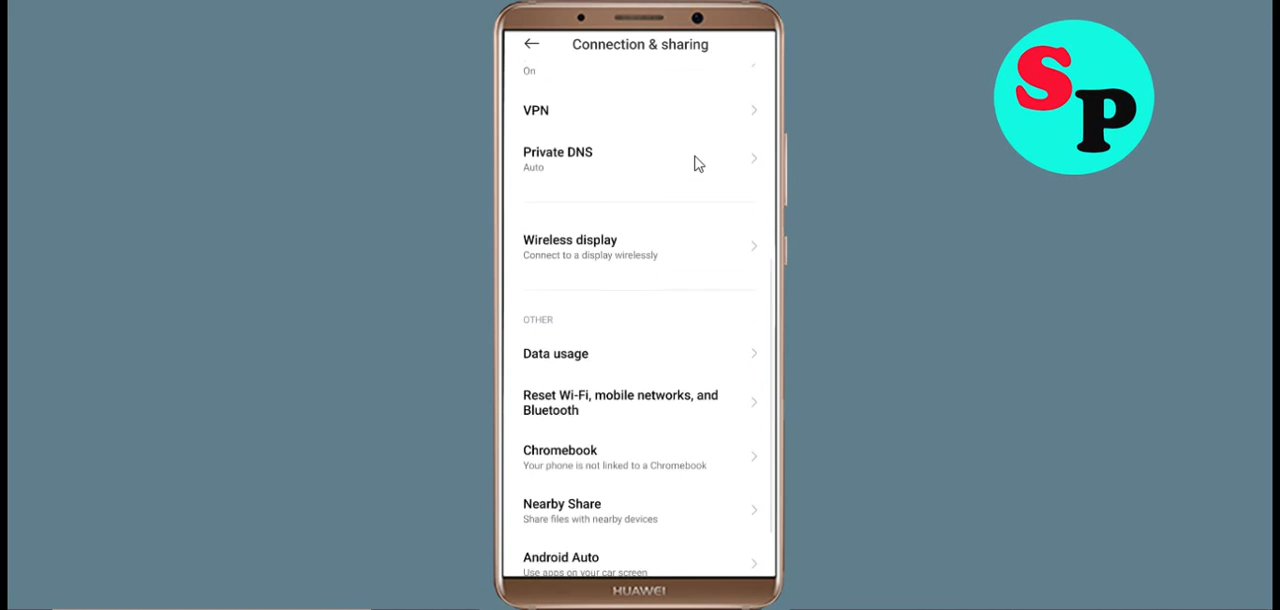 Connection & sharing
On
VPN
Private DNS
Auto
Wireless display
Connect to a display wirelessly
OTHER
Data usage
Reset Wi-Fi, mobile networks, and
Bluetooth
Chromebook
Your phone is not linked to a Chromebook
Nearby Share
Share files with nearby devices
Android Auto
Use apps on your car screen
HUAWEI
SP